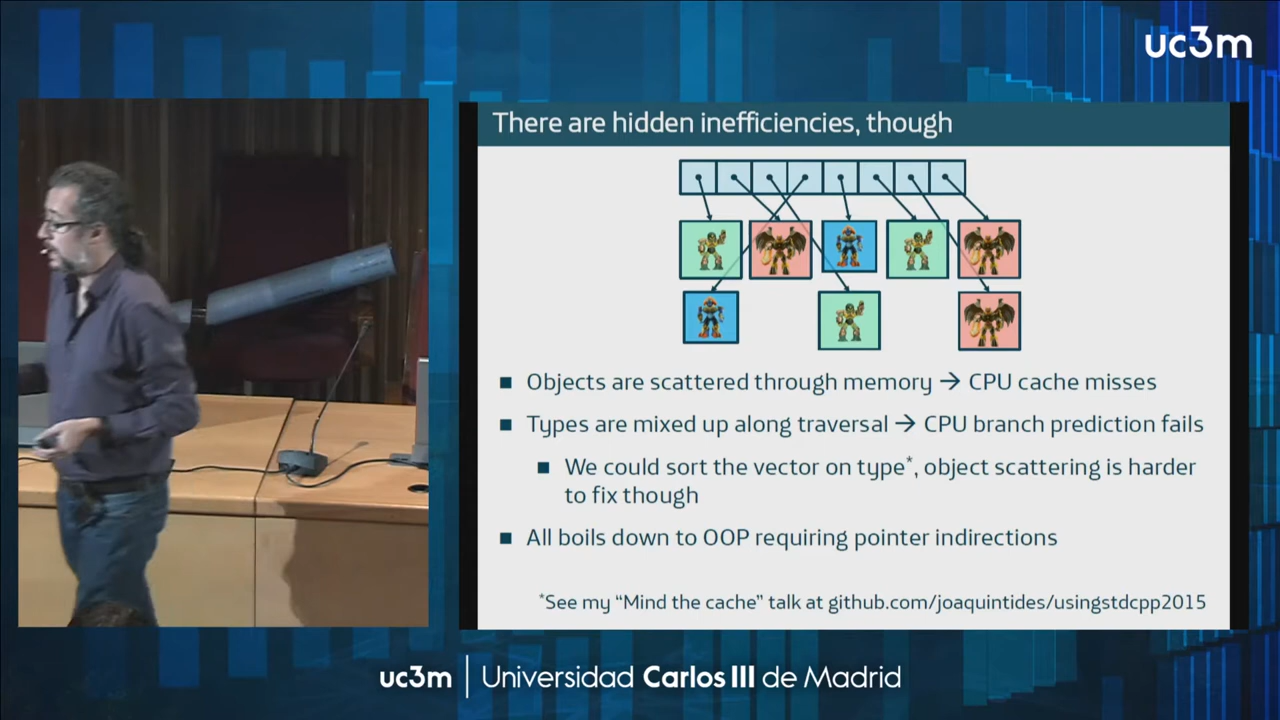 uc3m
There are hidden inefficiencies, though
■ Objects are scattered through memory → CPU cache misses
■ Types are mixed up along traversal → CPU branch prediction fails
■ We could sort the vector on type*, object scattering is harder
to fix though
■ All boils down to OOP requiring pointer indirections
*See my “Mind the cache” talk at github.com/joaquintides/usingstdcpp2015
uc3m | Universidad Carlos III de Madrid